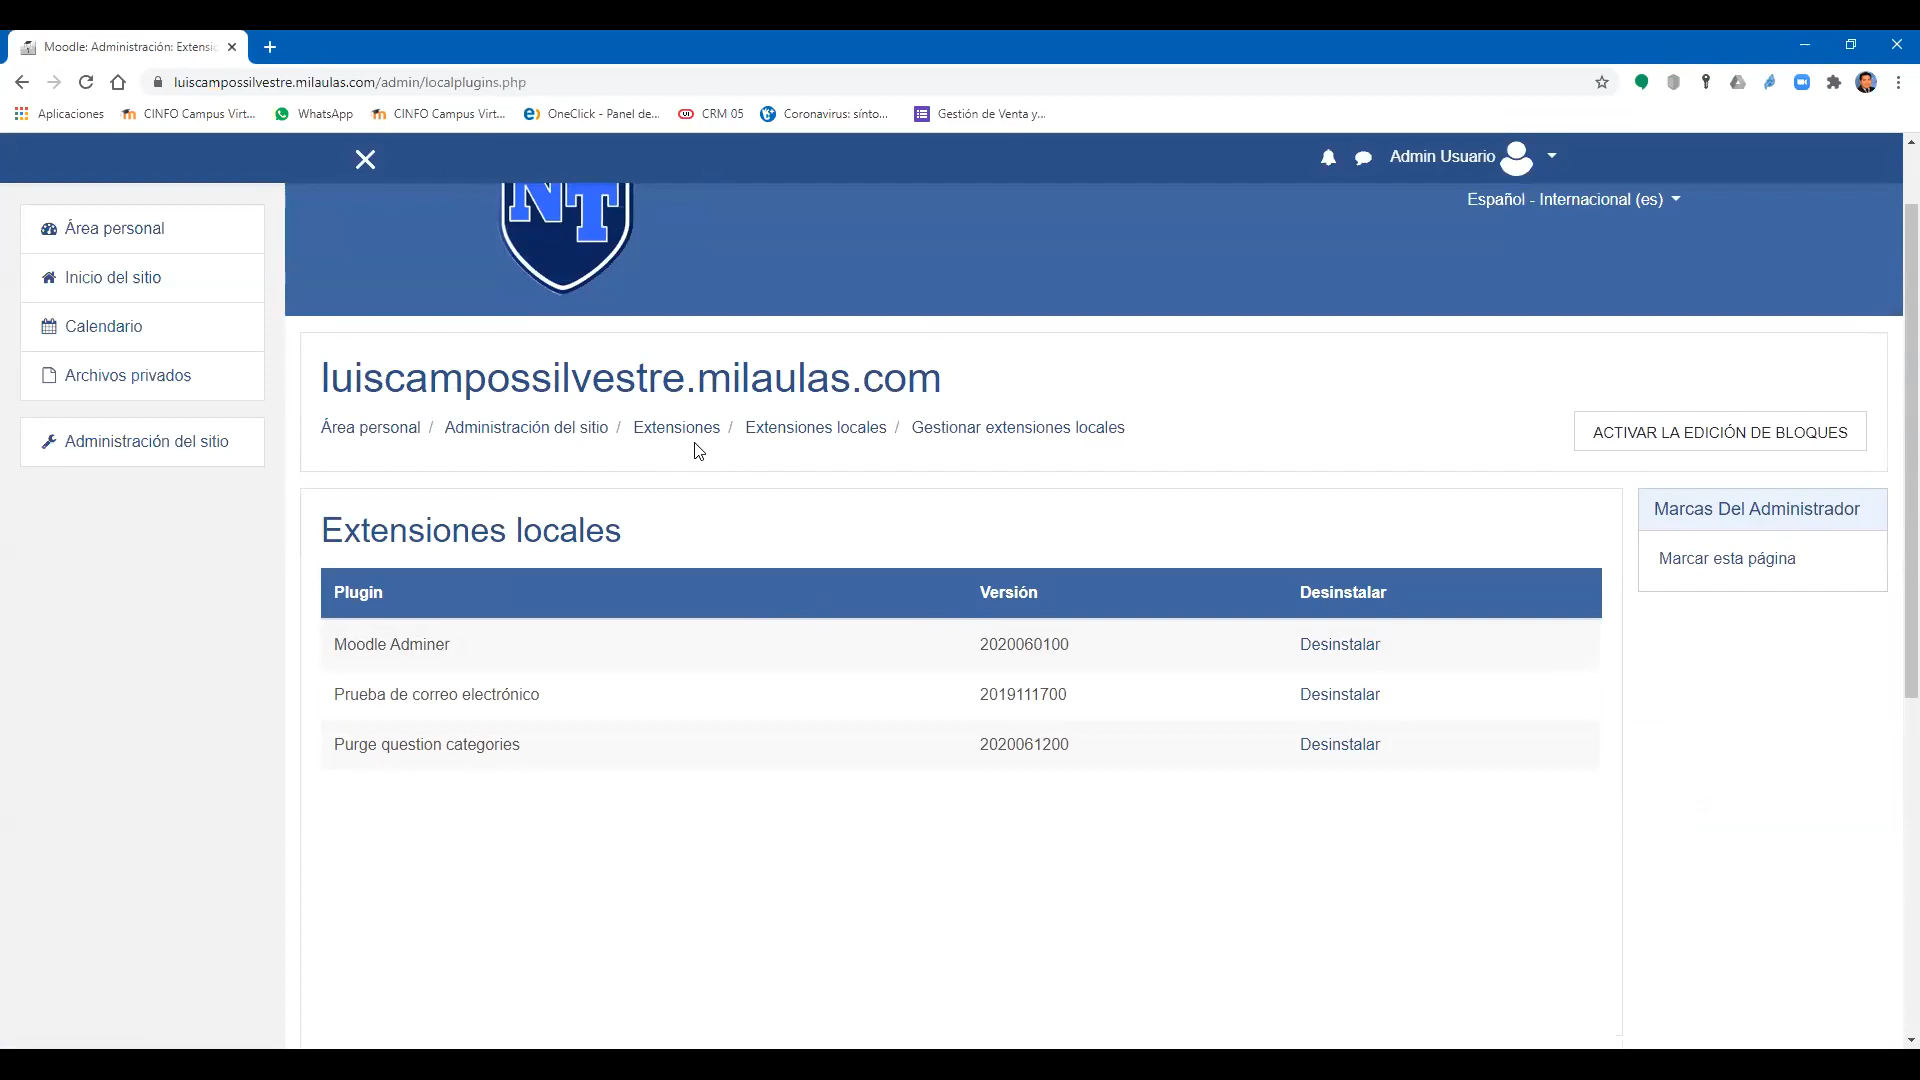 Moodle: Administración: Extensio
luiscampossilvestre.milaulas.com/admin/localplugins.php
Aplicaciones CINFO Campus Virt... WhatsApp CINFO Campus Virt... OneClick - Panel de... CRM 05 Coronavirus: sínto... Gestión de Venta y...
Admin Usuario
Español - Internacional (es)
NT
Área personal
Inicio del sitio
Calendario
Archivos privados
Administración del sitio
luiscampossilvestre.milaulas.com
Área personal / Administración del sitio / Extensiones / Extensiones locales / Gestionar extensiones locales
ACTIVAR LA EDICIÓN DE BLOQUES
Extensiones locales
Plugin Versión Desinstalar
Moodle Adminer 2020060100 Desinstalar
Prueba de correo electrónico 2019111700 Desinstalar
Purge question categories 2020061200 Desinstalar
Marcas Del Administrador
Marcar esta página